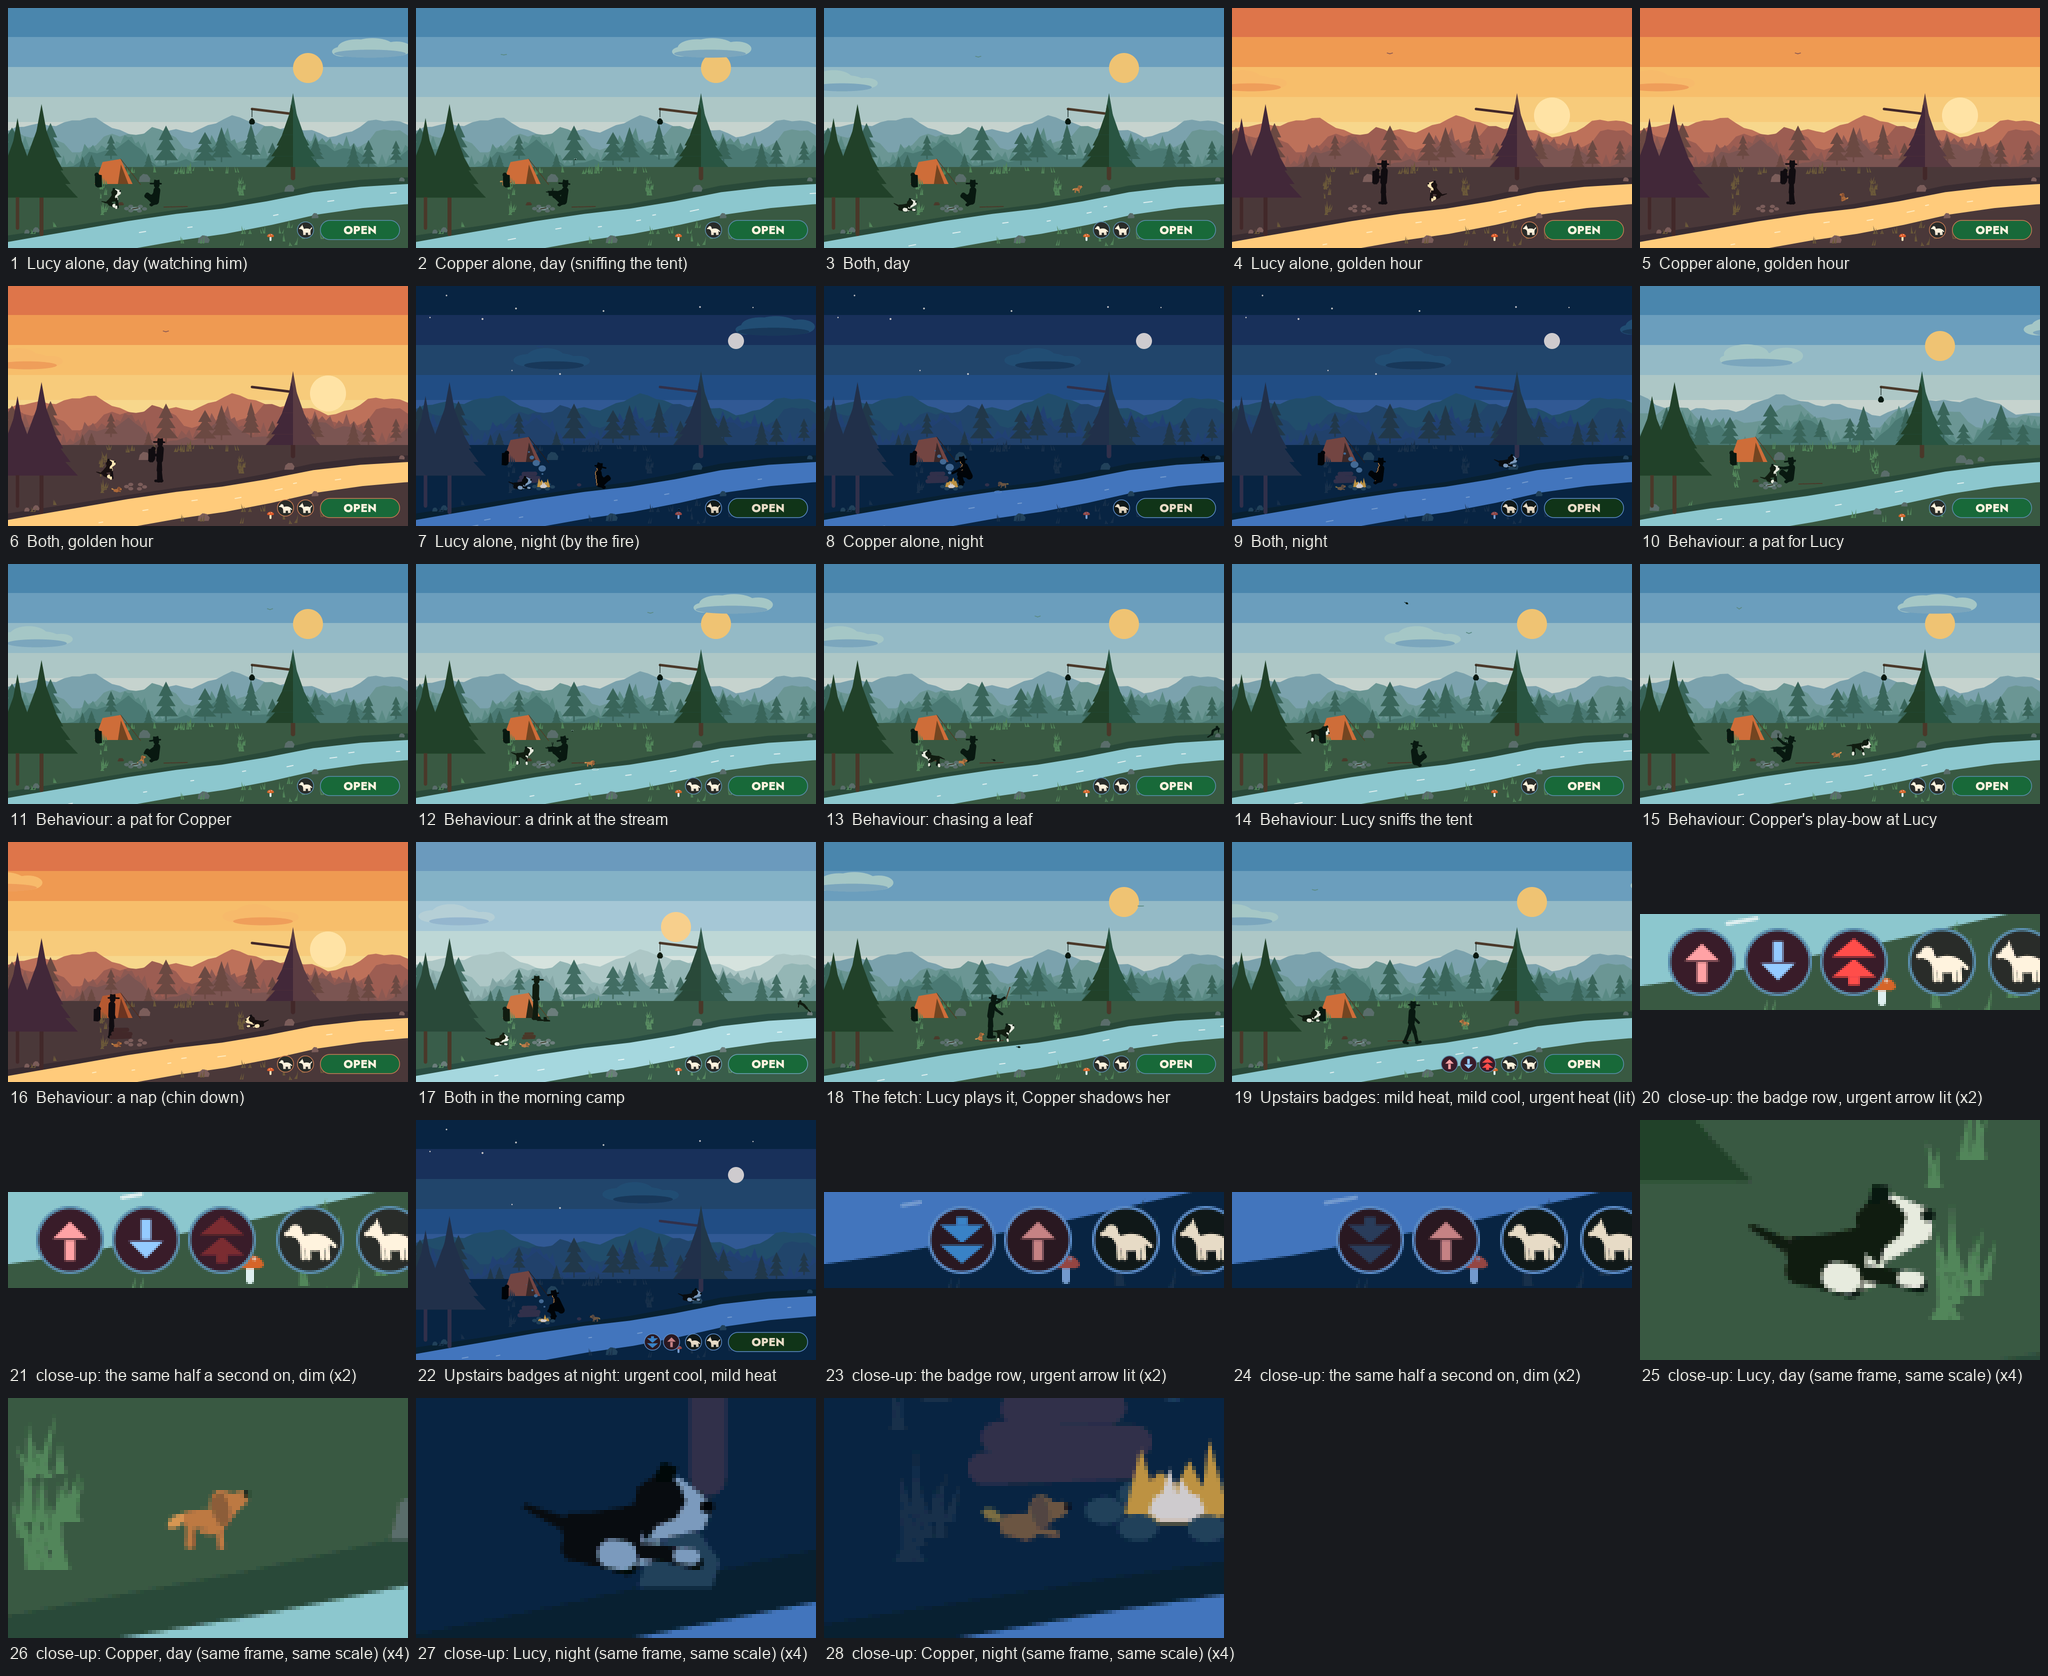 OPEN
OPEN
OPEN
OPEN
OPEN
1 Lucy alone, day (watching him)
2 Copper alone, day (sniffing the tent)
3 Both, day
4 Lucy alone, golden hour
5 Copper alone, golden hour
OPEN
OPEN
OPEN
OPEN
OPEN
6 Both, golden hour
7 Lucy alone, night (by the fire)
8 Copper alone, night
9 Both, night
10 Behaviour: a pat for Lucy
OPEN
OPEN
OPEN
OPEN
OPEN
11 Behaviour: a pat for Copper
12 Behaviour: a drink at the stream
13 Behaviour: chasing a leaf
14 Behaviour: Lucy sniffs the tent
15 Behaviour: Copper's play-bow at Lucy
OPEN
OPEN
OPEN
OPEN
16 Behaviour: a nap (chin down)
17 Both in the morning camp
18 The fetch: Lucy plays it, Copper shadows her
19 Upstairs badges: mild heat, mild cool, urgent heat (lit)
20 close-up: the badge row, urgent arrow lit (x2)
OPEN
21 close-up: the same half a second on, dim (x2)
22 Upstairs badges at night: urgent cool, mild heat
23 close-up: the badge row, urgent arrow lit (x2)
24 close-up: the same half a second on, dim (x2)
25 close-up: Lucy, day (same frame, same scale) (x4)
26 close-up: Copper, day (same frame, same scale) (x4)
27 close-up: Lucy, night (same frame, same scale) (x4)
28 close-up: Copper, night (same frame, same scale) (x4)